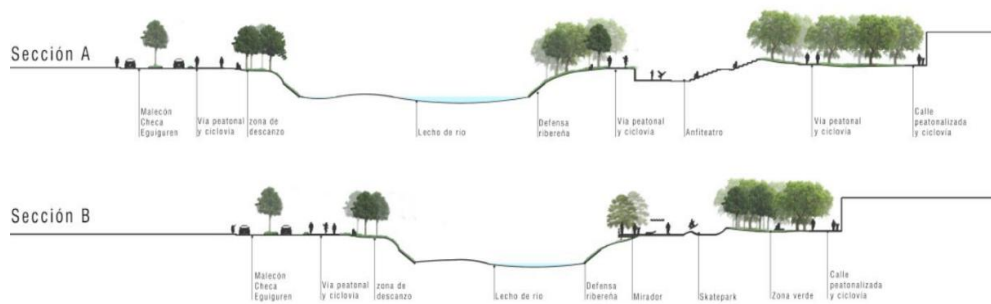 Sección A
Malecón
Checa
Eguiguren
Vía peatonal
y ciclovía
zona de
descanzo
Lecho de río
Defensa
ribereña
Vía peatonal
y ciclovía
Anfiteatro
Vía peatonal
y ciclovía
Calle
peatonalizada
y ciclovía
Sección B
Malecón
Checa
Eguiguren
Vía peatonal
y ciclovía
zona de
descanzo
Lecho de río
Defensa
ribereña
Mirador
Skatepark
Zona verde
Calle
peatonalizada
y ciclovía